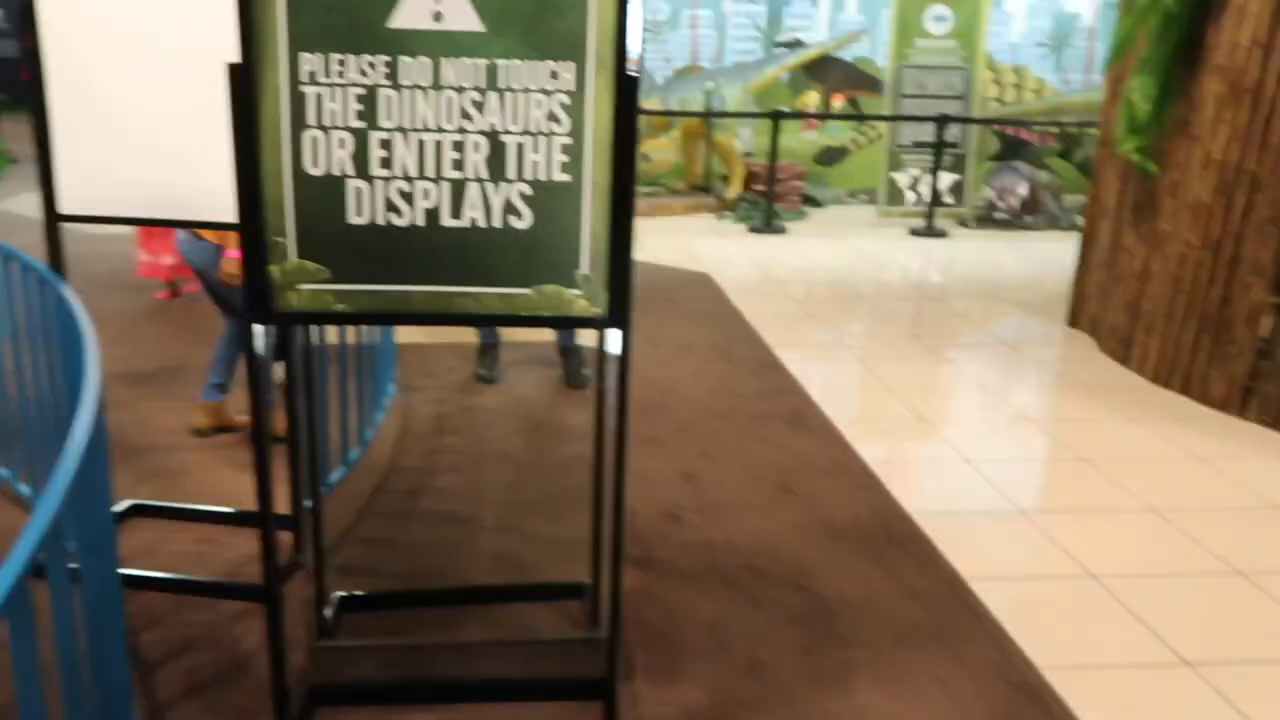 PLEASE DO NOT TOUCH
THE DINOSAURS
OR ENTER THE
DISPLAYS